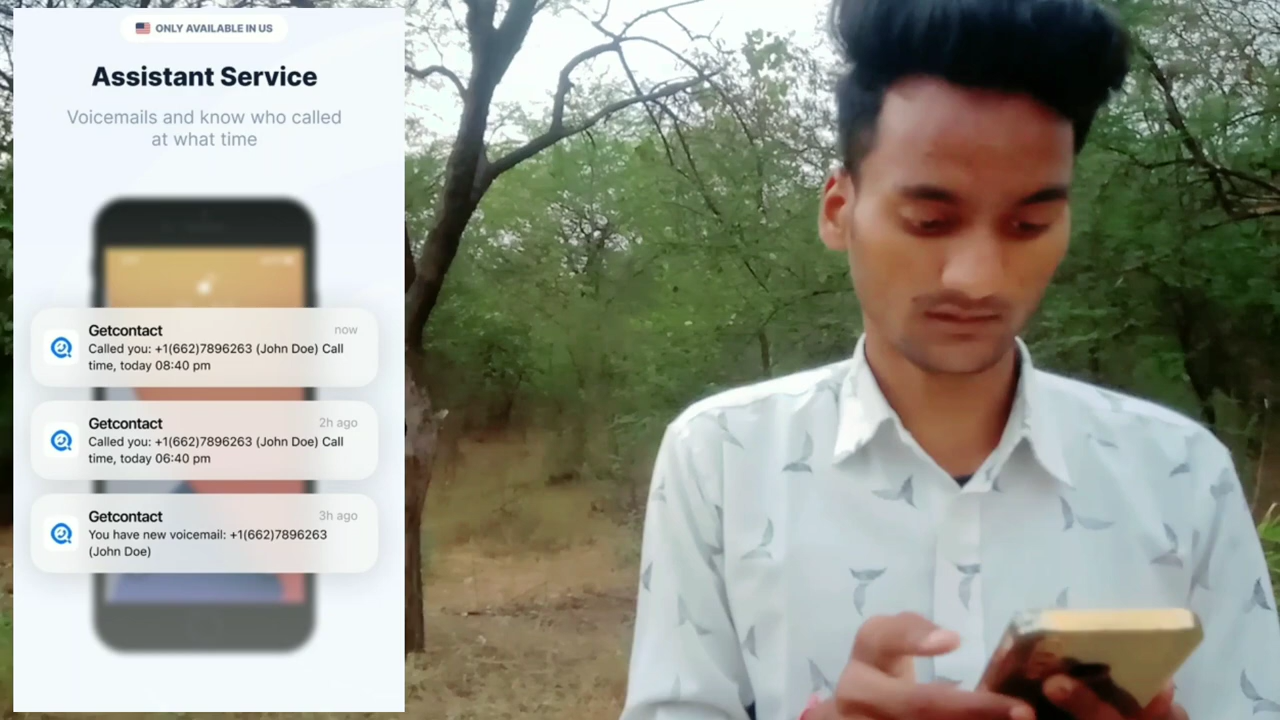 ONLY AVAILABLE IN US
Assistant Service
Voicemails and know who called
at what time
Getcontact
now
Called you: +1(662)7896263 (John Doe) Call
time, today 08:40 pm
Getcontact
2h ago
Called you: +1(662)7896263 (John Doe) Call
time, today 06:40 pm
Getcontact
3h ago
You have new voicemail: +1(662)7896263
(John Doe)